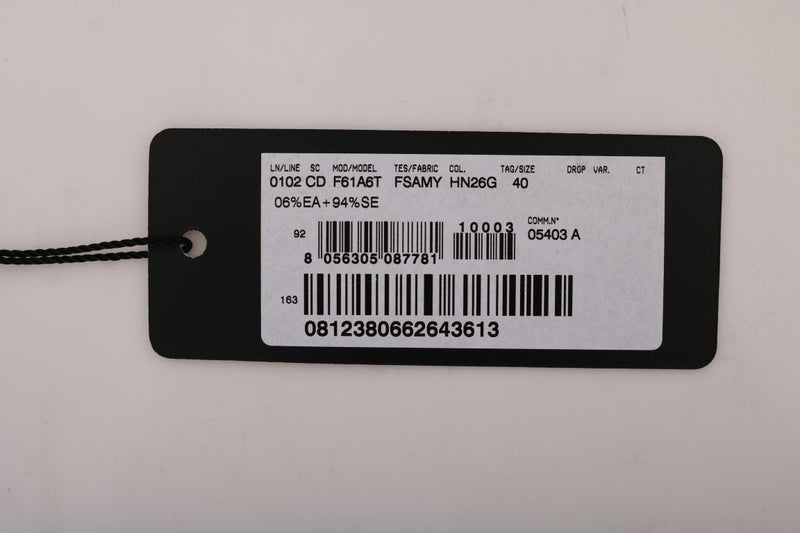 LN/LINE SC MOD/MODEL TES/FABRIC COL. TAG/SIZE DRGP VAR. CT
0102 CD F61A6T FSAMY HN26G 40
06%EA+94%SE
COMM.N°
05403 A
92
10003
8 056305 087781
163
0812380662643613